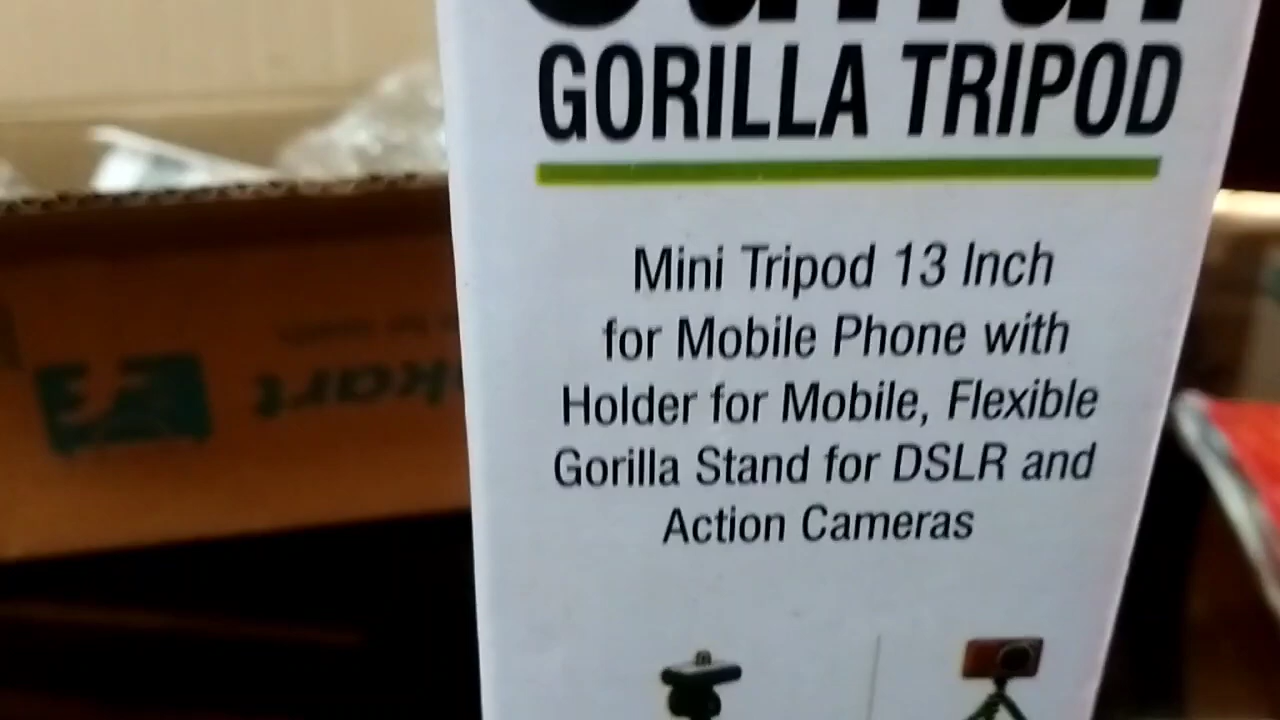 GORILLA TRIPOD
Mini Tripod 13 Inch
for Mobile Phone with
Holder for Mobile, Flexible
Gorilla Stand for DSLR and
Action Cameras
kart